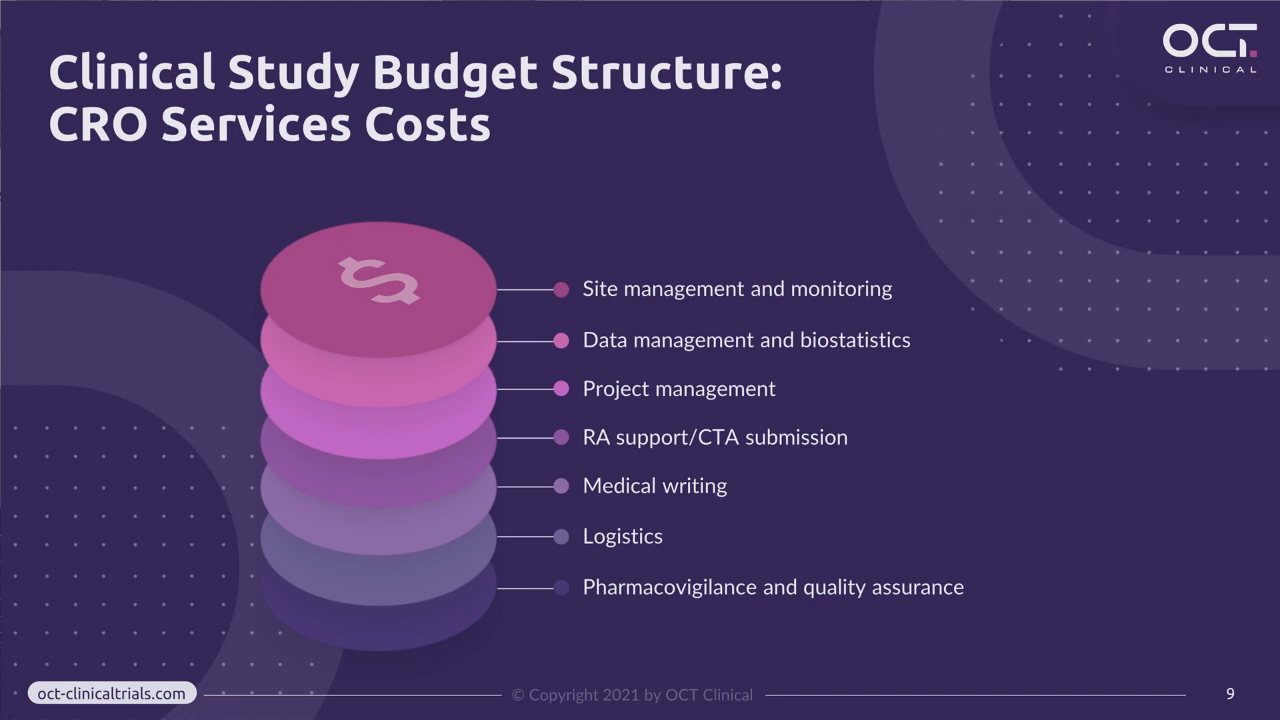 OCT.
CLINICAL
Clinical Study Budget Structure:
CRO Services Costs
$
Site management and monitoring
Data management and biostatistics
Project management
RA support/CTA submission
Medical writing
Logistics
Pharmacovigilance and quality assurance
oct-clinicaltrials.com
© Copyright 2021 by OCT Clinical
9